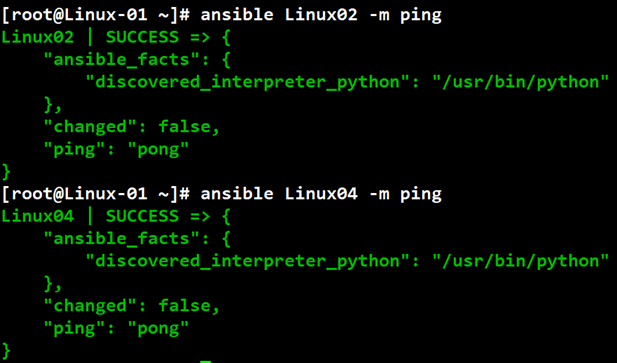 [root@Linux-01 ~]# ansible Linux02 -m ping
Linux02 | SUCCESS => {
    "ansible_facts": {
        "discovered_interpreter_python": "/usr/bin/python"
    },
    "changed": false,
    "ping": "pong"
}
[root@Linux-01 ~]# ansible Linux04 -m ping
Linux04 | SUCCESS => {
    "ansible_facts": {
        "discovered_interpreter_python": "/usr/bin/python"
    },
    "changed": false,
    "ping": "pong"
}